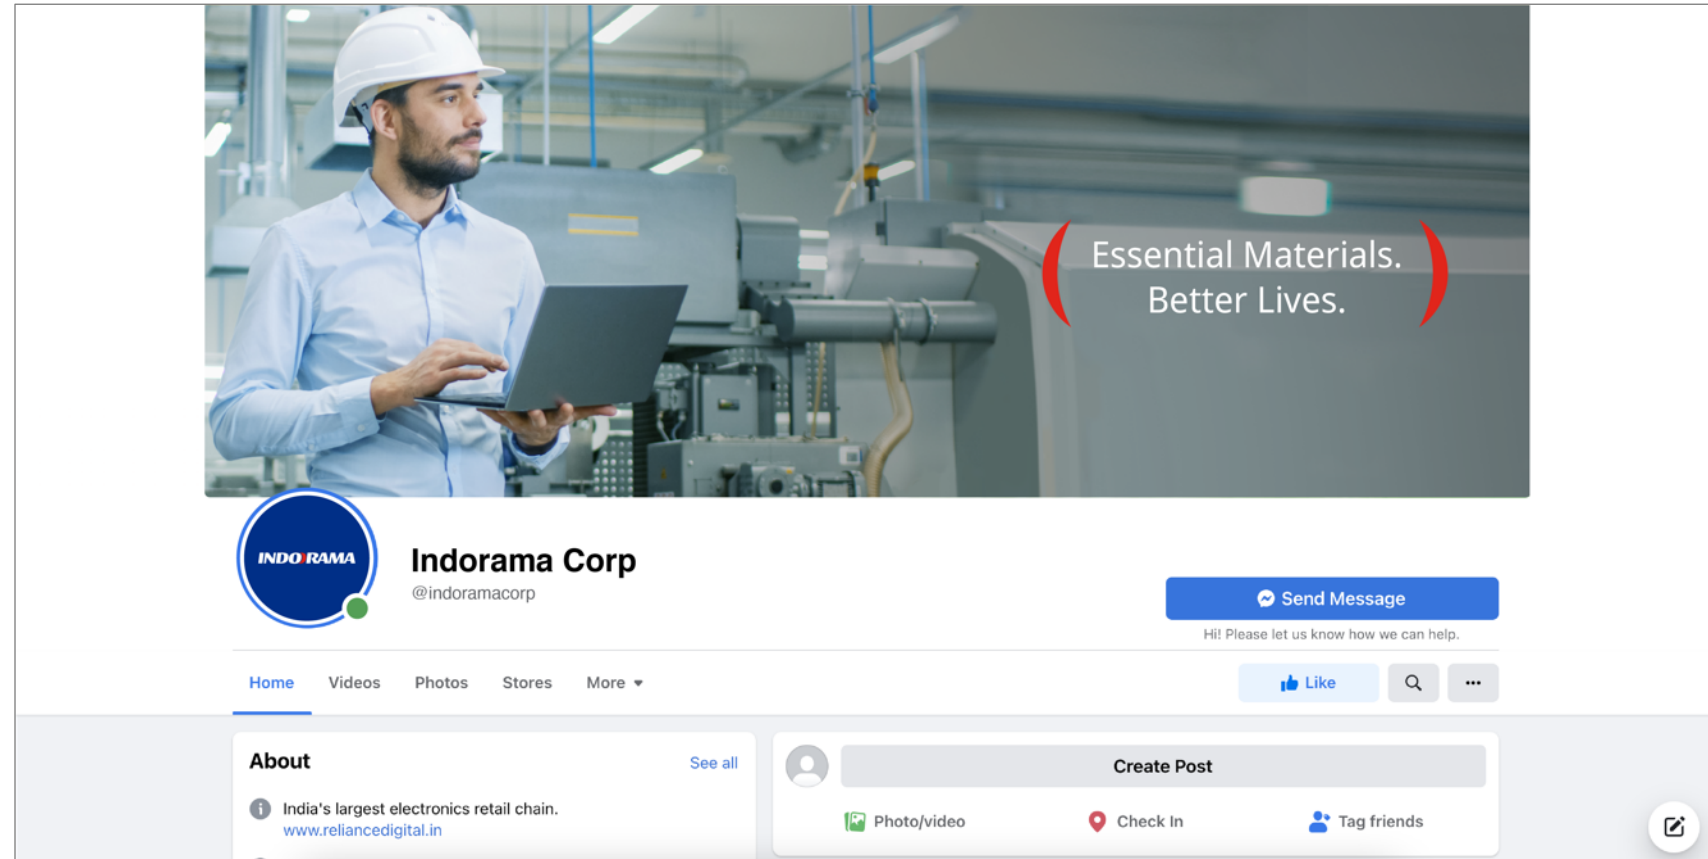 Essential Materials.
Better Lives.
INDORAMA
Indorama Corp
@indoramacorp
Send Message
Hi! Please let us know how we can help.
Home Videos Photos Stores More
Like
About See all
India's largest electronics retail chain.
www.reliancedigital.in
Create Post
Photo/video Check In Tag friends